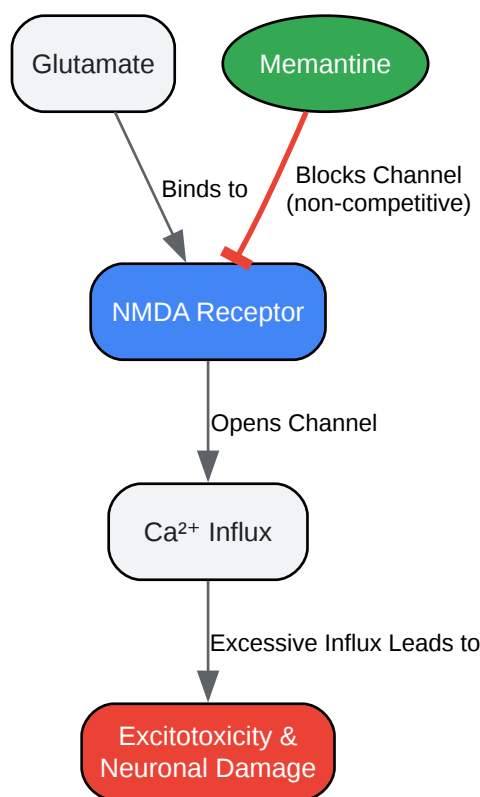 Glutamate
Memantine
Binds to
Blocks Channel
(non-competitive)
NMDA Receptor
Opens Channel
Ca²⁺ Influx
Excessive Influx Leads to
Excitotoxicity &
Neuronal Damage